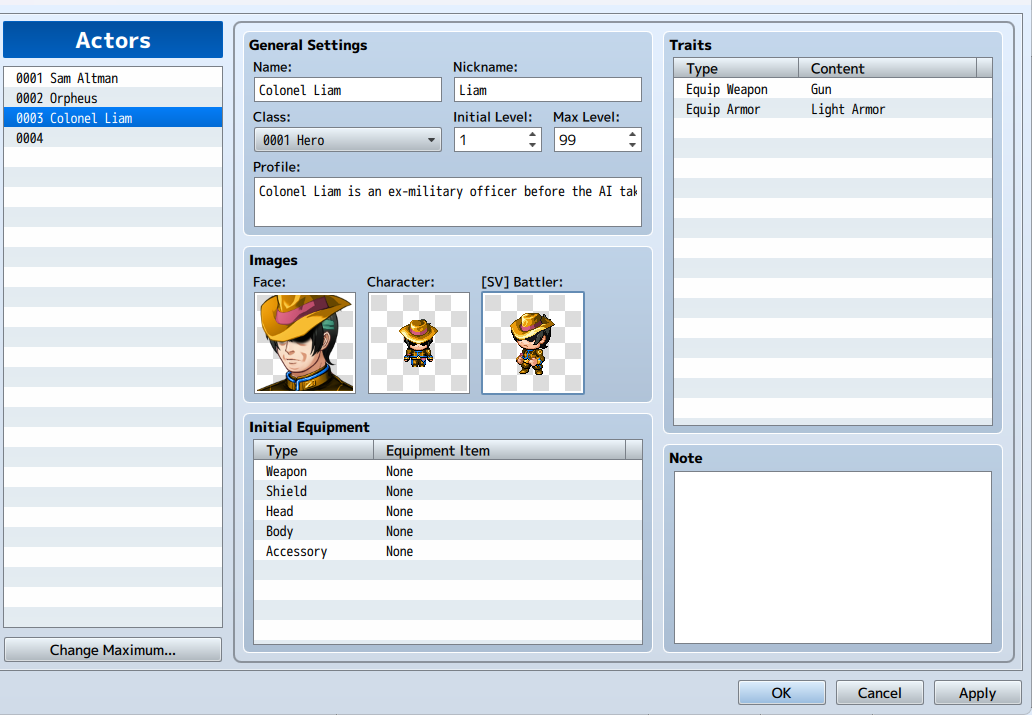 Actors
0001 Sam Altman
0002 Orpheus
0003 Colonel Liam
0004
Change Maximum...
General Settings
Name:
Nickname:
Colonel Liam
Liam
Class:
Initial Level:
Max Level:
0001 Hero
1
99
Profile:
Colonel Liam is an ex-military officer before the AI tak
Images
Face:
Character:
[SV] Battler:
Initial Equipment
Type
Equipment Item
Weapon
None
Shield
None
Head
None
Body
None
Accessory
None
Traits
Type
Content
Equip Weapon
Gun
Equip Armor
Light Armor
Note
OK
Cancel
Apply